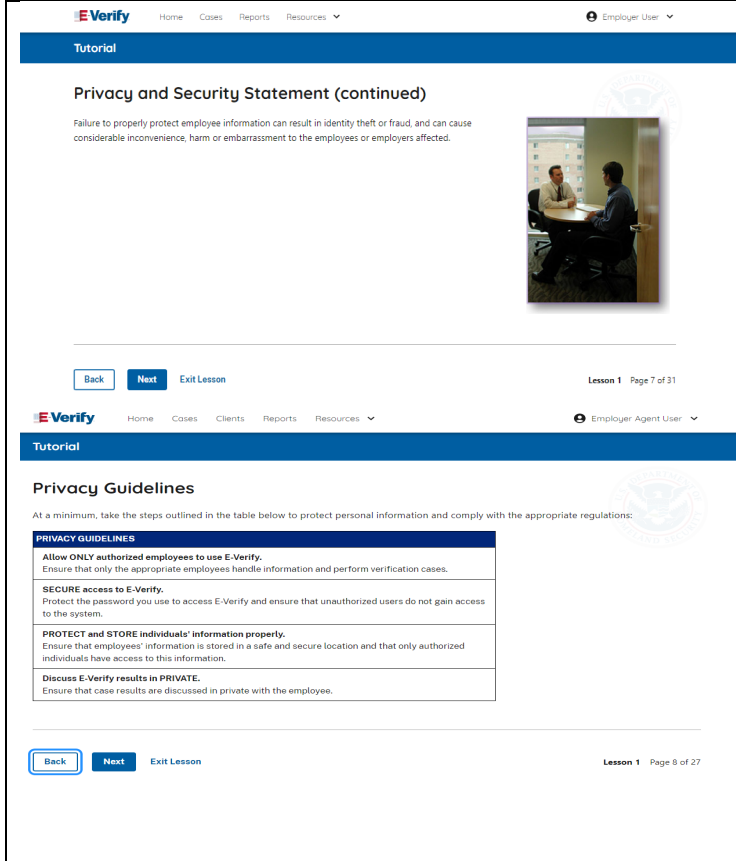 E-Verify Home Cases Reports Resources Employer User
Tutorial
Privacy and Security Statement (continued)
Failure to properly protect employee information can result in identity theft or fraud, and can cause
considerable inconvenience, harm or embarrassment to the employees or employers affected.
Back Next Exit Lesson Lesson 1 Page 7 of 31
E-Verify Home Cases Clients Reports Resources Employer Agent User
Tutorial
Privacy Guidelines
At a minimum, take the steps outlined in the table below to protect personal information and comply with the appropriate regulations:
PRIVACY GUIDELINES
Allow ONLY authorized employees to use E-Verify.
Ensure that only the appropriate employees handle information and perform verification cases.
SECURE access to E-Verify.
Protect the password you use to access E-Verify and ensure that unauthorized users do not gain access
to the system.
PROTECT and STORE individuals' information properly.
Ensure that employees' information is stored in a safe and secure location and that only authorized
individuals have access to this information.
Discuss E-Verify results in PRIVATE.
Ensure that case results are discussed in private with the employee.
Back Next Exit Lesson Lesson 1 Page 8 of 27